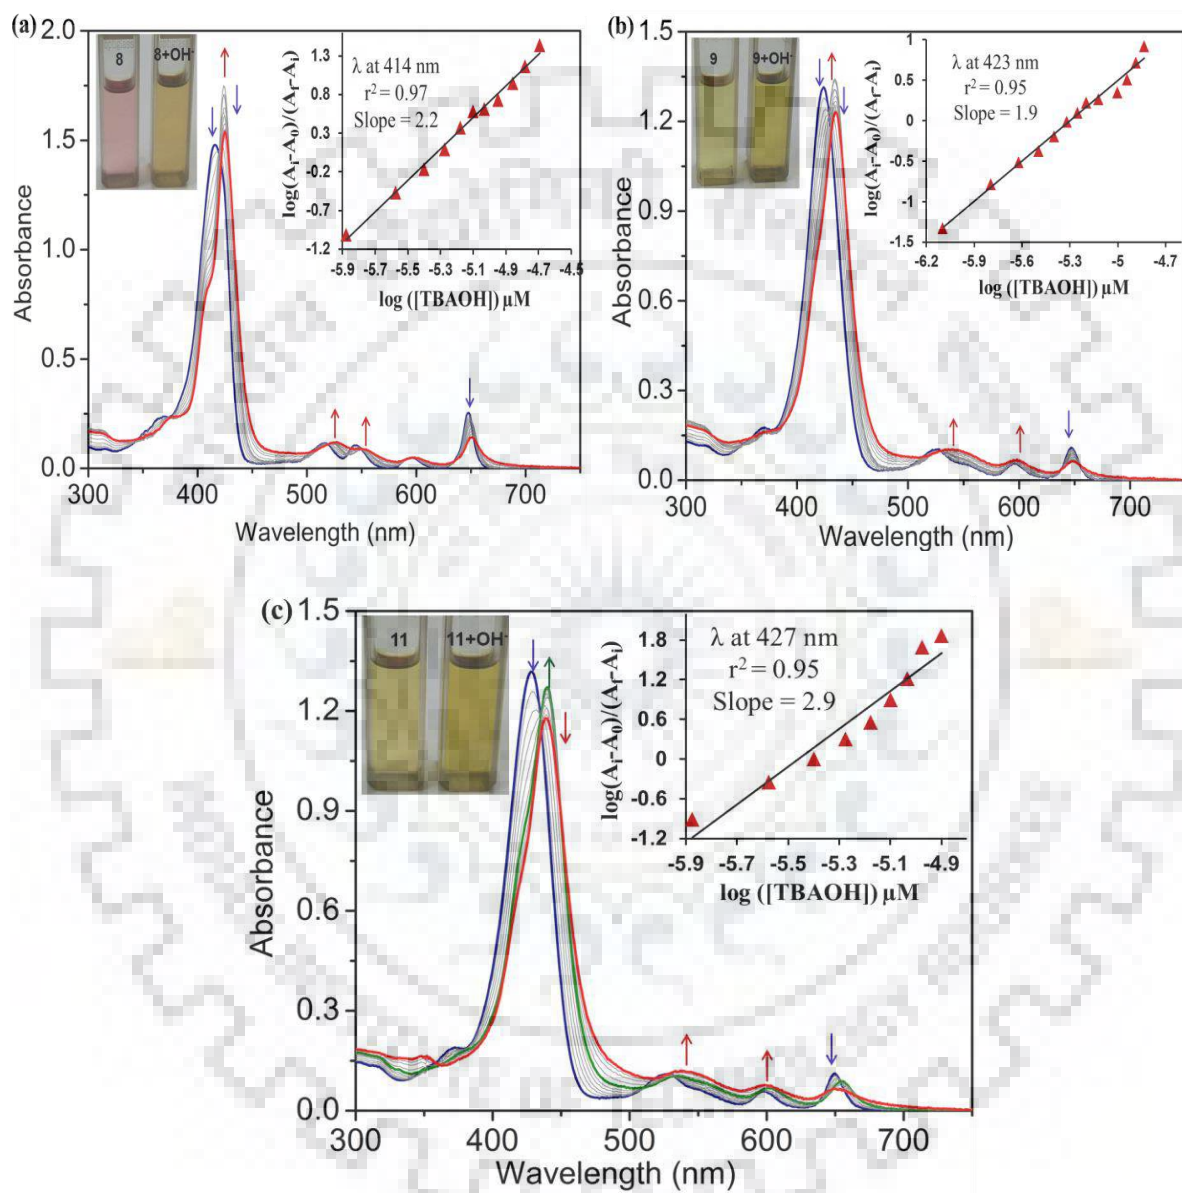 (a)
2.0
1.5
1.0
0.5
0.0
Absorbance
300 400 500 600 700
Wavelength (nm)
8
8+OH⁻
λ at 414 nm
r² = 0.97
Slope = 2.2
log(Aᵢ-A₀)/(A_f-Aᵢ)
1.3
0.8
0.3
-0.2
-0.7
-1.2
-5.9 -5.7 -5.5 -5.3 -5.1 -4.9 -4.7 -4.5
log ([TBAOH]) µM
(b)
1.5
1.2
0.9
0.6
0.3
0.0
Absorbance
300 400 500 600 700
Wavelength (nm)
9
9+OH⁻
λ at 423 nm
r² = 0.95
Slope = 1.9
log(Aᵢ-A₀)/(A_f-Aᵢ)
1
0.5
0
-0.5
-1
-1.5
-6.2 -5.9 -5.6 -5.3 -5 -4.7
log ([TBAOH]) µM
(c)
1.5
1.2
0.9
0.6
0.3
0.0
Absorbance
300 400 500 600 700
Wavelength (nm)
11
11+OH⁻
λ at 427 nm
r² = 0.95
Slope = 2.9
log(Aᵢ-A₀)/(A_f-Aᵢ)
1.8
1.2
0.6
0
-0.6
-1.2
-5.9 -5.7 -5.5 -5.3 -5.1 -4.9
log ([TBAOH]) µM